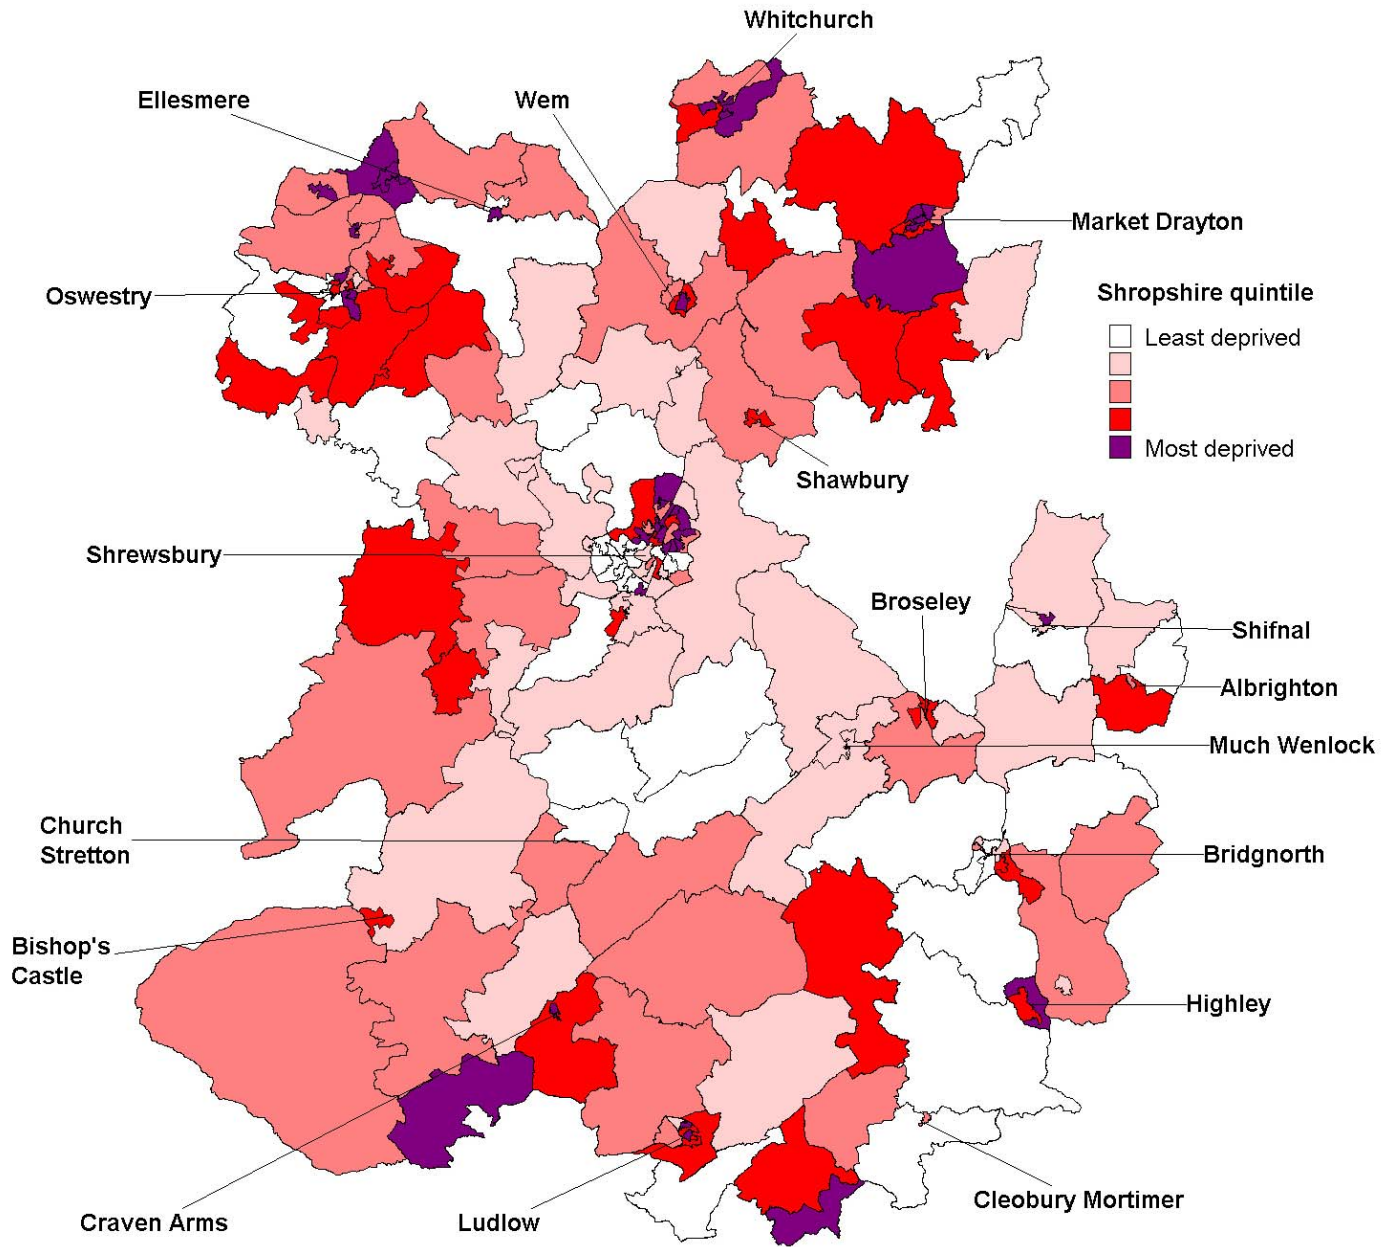 Whitchurch
Ellesmere
Wem
Market Drayton
Oswestry
Shropshire quintile
Least deprived
Most deprived
Shawbury
Shrewsbury
Broseley
Shifnal
Albrighton
Much Wenlock
Church
Stretton
Bridgnorth
Bishop's
Castle
Highley
Cleobury Mortimer
Craven Arms
Ludlow